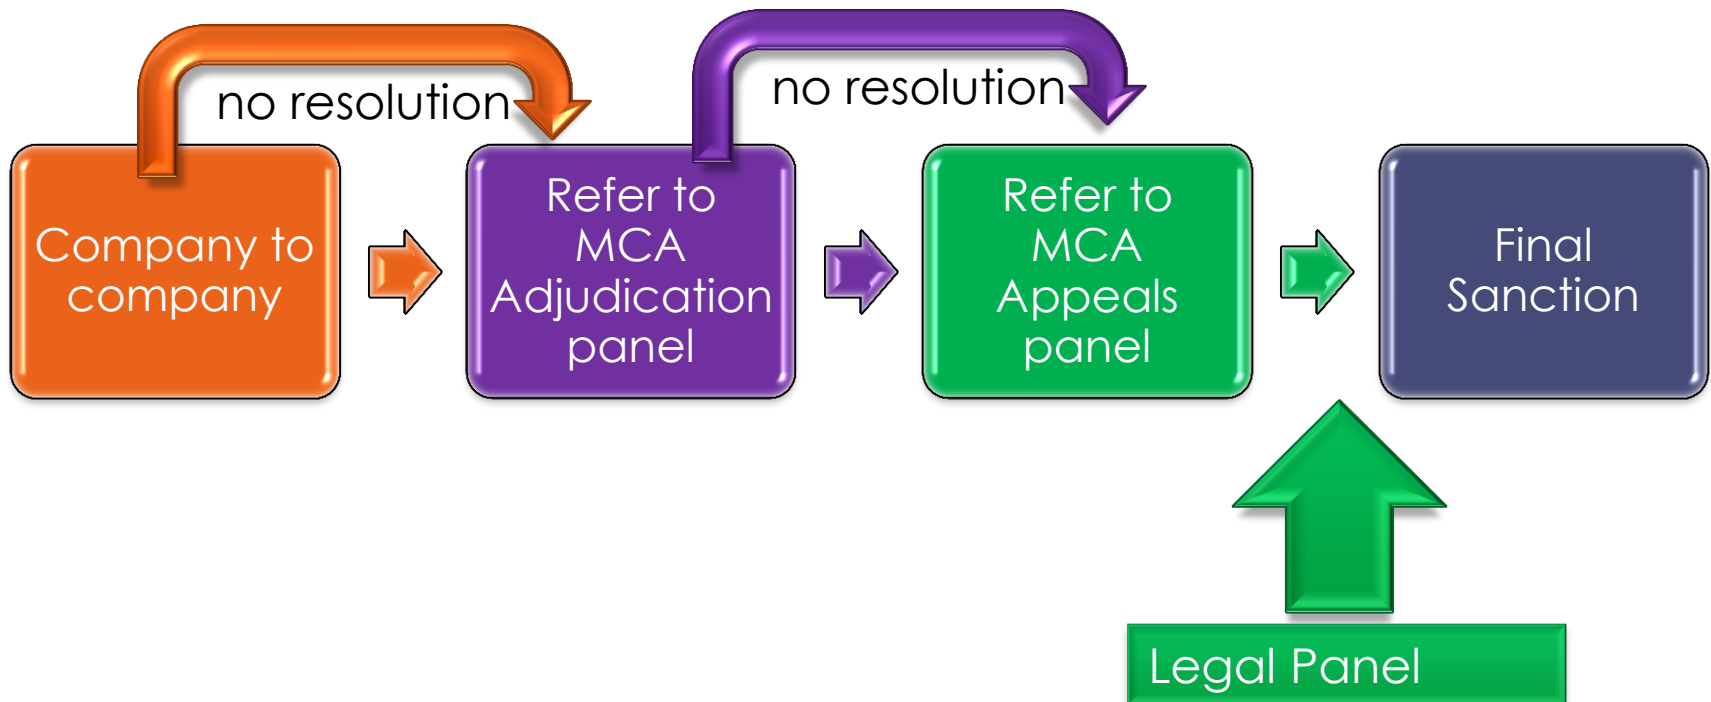 no resolution
no resolution
Company to
company
Refer to
MCA
Adjudication
panel
Refer to
MCA
Appeals
panel
Final
Sanction
Legal Panel